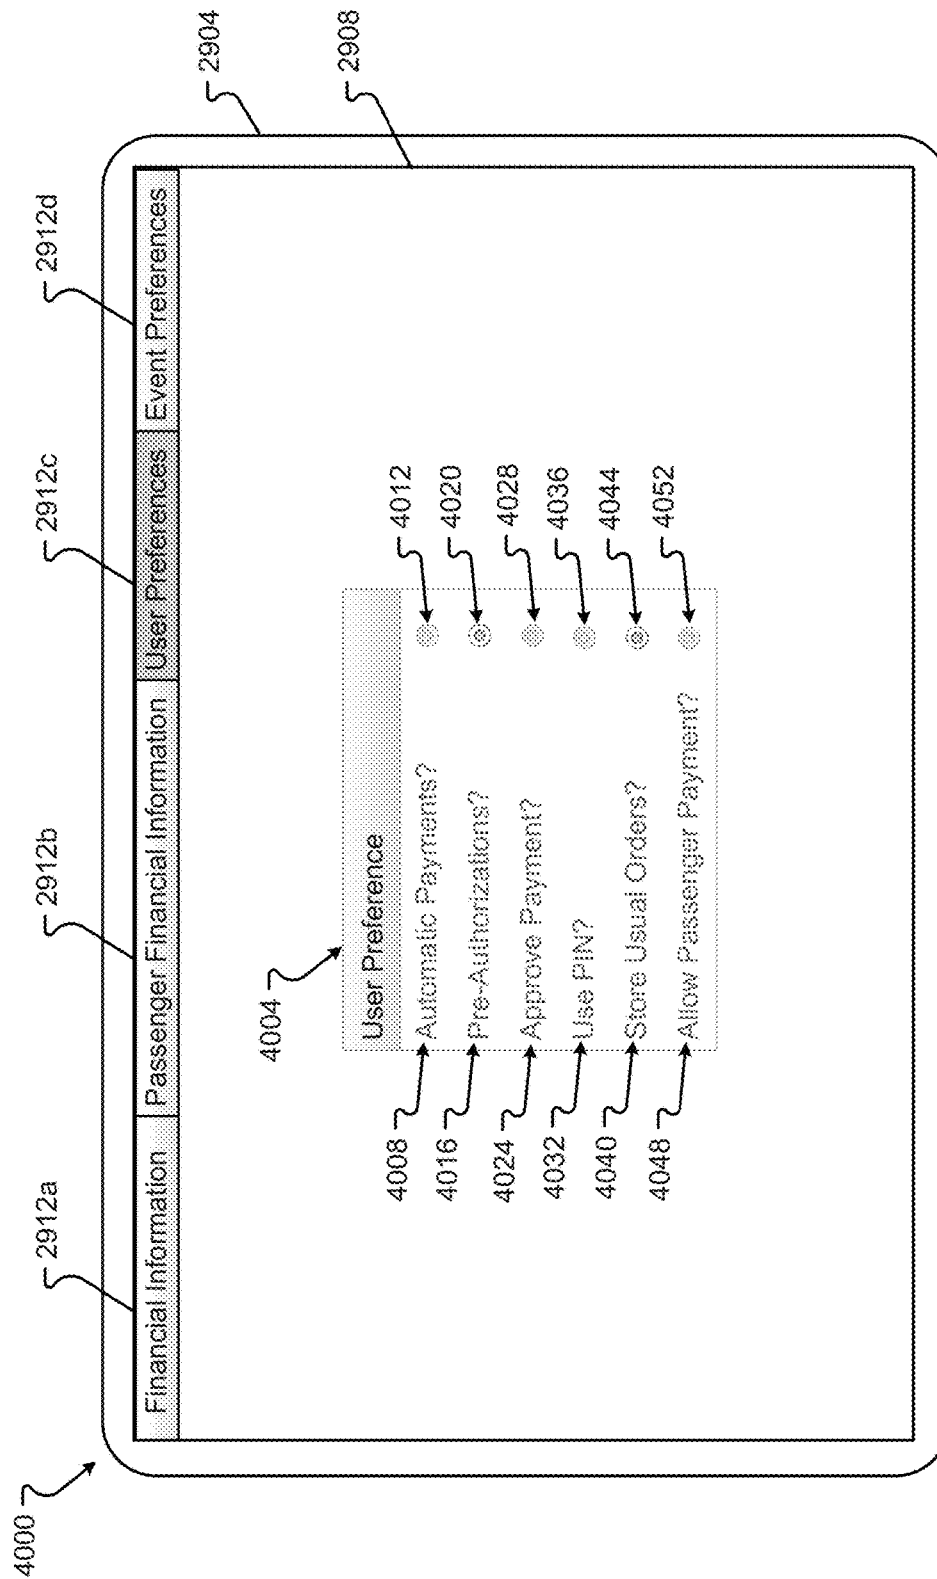 4000
2912a
2912b
2912c
2912d
2904
2908
Financial Information
Passenger Financial Information
User Preferences
Event Preferences
4004
User Preference
4008 Automatic Payments? 4012
4016 Pre-Authorizations? 4020
4024 Approve Payment? 4028
4032 Use PIN? 4036
4040 Store Usual Orders? 4044
4048 Allow Passenger Payment? 4052